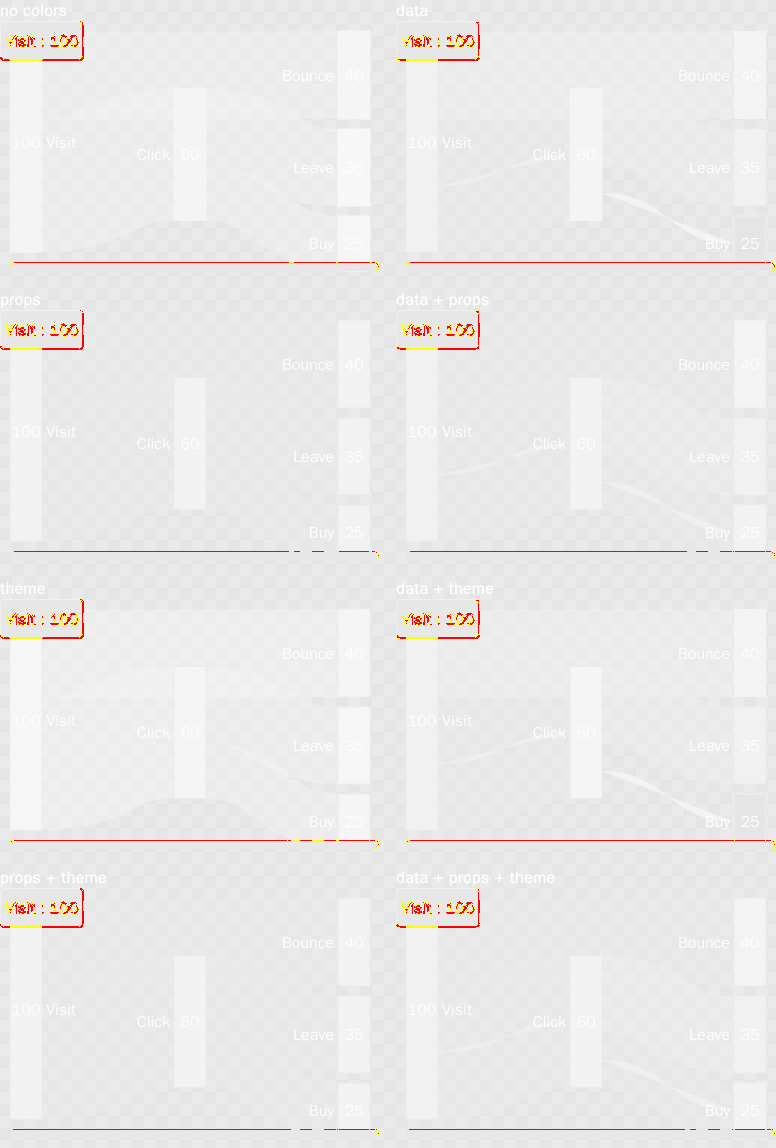 no colors
data
Visit : 100
Visit : 100
Bounce 40
Bounce 40
100 Visit
100 Visit
Click 60
Click 60
Leave 35
Leave 35
Buy 25
Buy 25
props
data + props
Visit : 100
Visit : 100
Bounce 40
Bounce 40
100 Visit
100 Visit
Click 60
Click 60
Leave 35
Leave 35
Buy 25
Buy 25
theme
data + theme
Visit : 100
Visit : 100
Bounce 40
Bounce 40
100 Visit
100 Visit
Click 60
Click 60
Leave 35
Leave 35
Buy 25
Buy 25
props + theme
data + props + theme
Visit : 100
Visit : 100
Bounce 40
Bounce 40
100 Visit
100 Visit
Click 60
Click 60
Leave 35
Leave 35
Buy 25
Buy 25